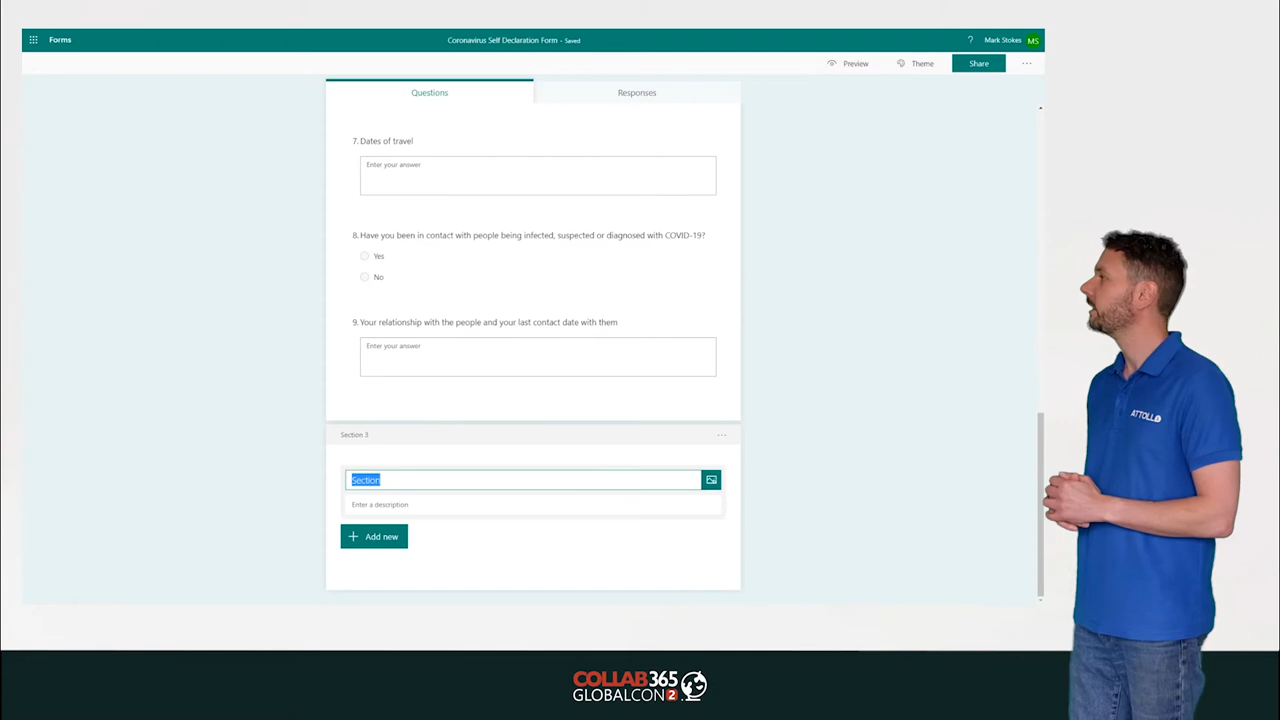 Forms
Coronavirus Self Declaration Form - Saved
?
Mark Stokes
MS
Preview
Theme
Share
...
Questions
Responses
7. Dates of travel
Enter your answer
8. Have you been in contact with people being infected, suspected or diagnosed with COVID-19?
Yes
No
9. Your relationship with the people and your last contact date with them
Enter your answer
Section 3
...
Section
Enter a description
+ Add new
ATTOLLO
COLLAB365
GLOBALCON2